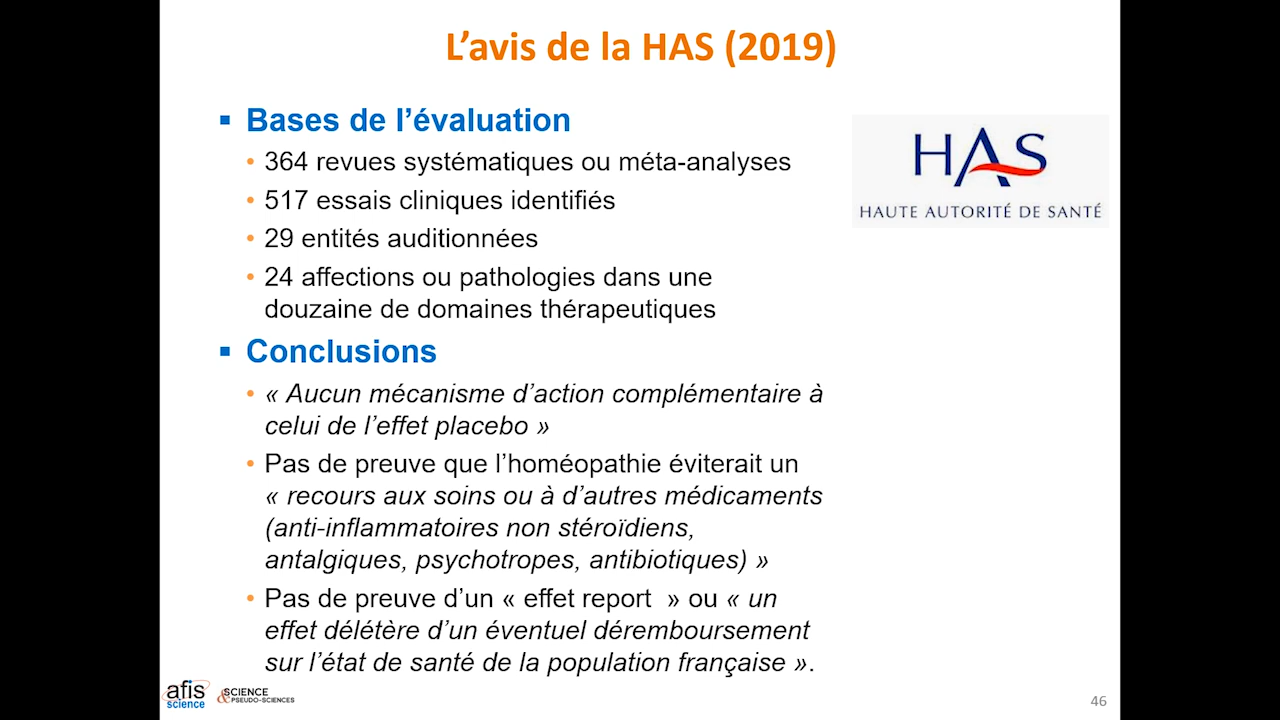 L’avis de la HAS (2019)
▪ Bases de l’évaluation
• 364 revues systématiques ou méta-analyses
• 517 essais cliniques identifiés
• 29 entités auditionnées
• 24 affections ou pathologies dans une
douzaine de domaines thérapeutiques
▪ Conclusions
• « Aucun mécanisme d’action complémentaire à
celui de l’effet placebo »
• Pas de preuve que l’homéopathie éviterait un
« recours aux soins ou à d’autres médicaments
(anti-inflammatoires non stéroïdiens,
antalgiques, psychotropes, antibiotiques) »
• Pas de preuve d’un « effet report  » ou « un
effet délétère d’un éventuel déremboursement
sur l’état de santé de la population française ».
HAS
HAUTE AUTORITÉ DE SANTÉ
afis
science
SCIENCE
& PSEUDO-SCIENCES
46